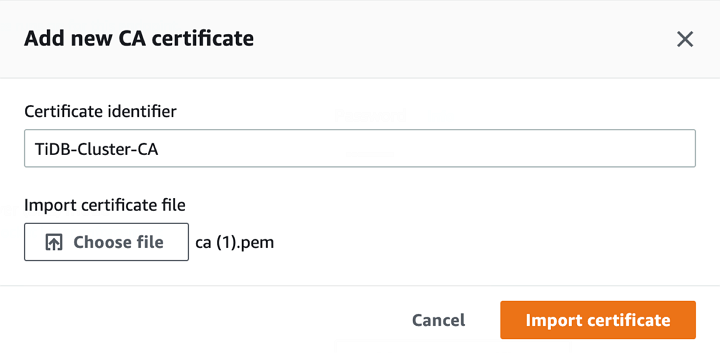 Add new CA certificate
Certificate identifier
TiDB-Cluster-CA
Import certificate file
Choose file ca (1).pem
Cancel Import certificate